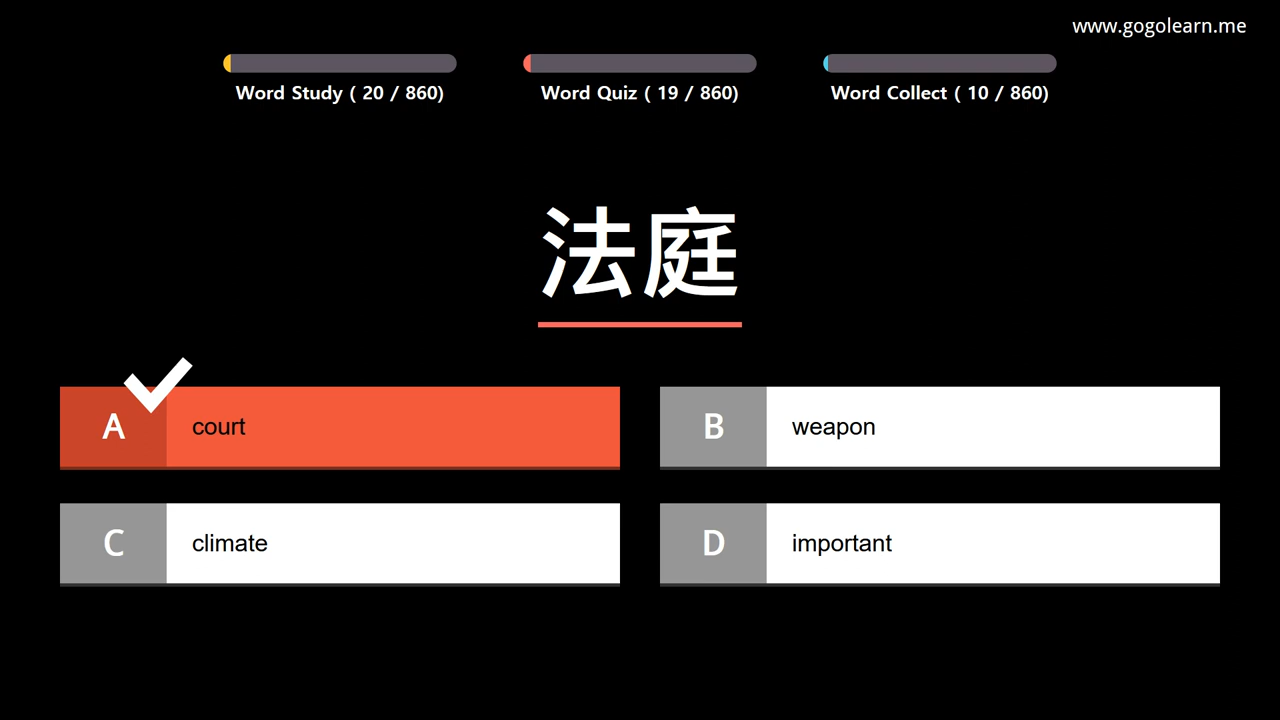 www.gogolearn.me
Word Study ( 20 / 860)
Word Quiz ( 19 / 860)
Word Collect ( 10 / 860)
法庭
A court
B weapon
C climate
D important